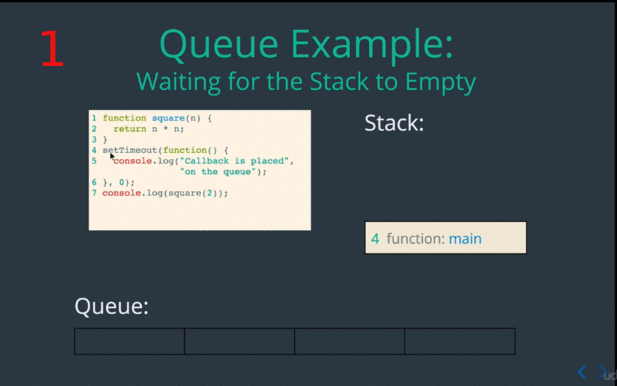 1
Queue Example:
Waiting for the Stack to Empty
1 function square(n) {
2   return n * n;
3 }
4 setTimeout(function() {
5   console.log("Callback is placed",
              "on the queue");
6 }, 0);
7 console.log(square(2));
Stack:
4 function: main
Queue: